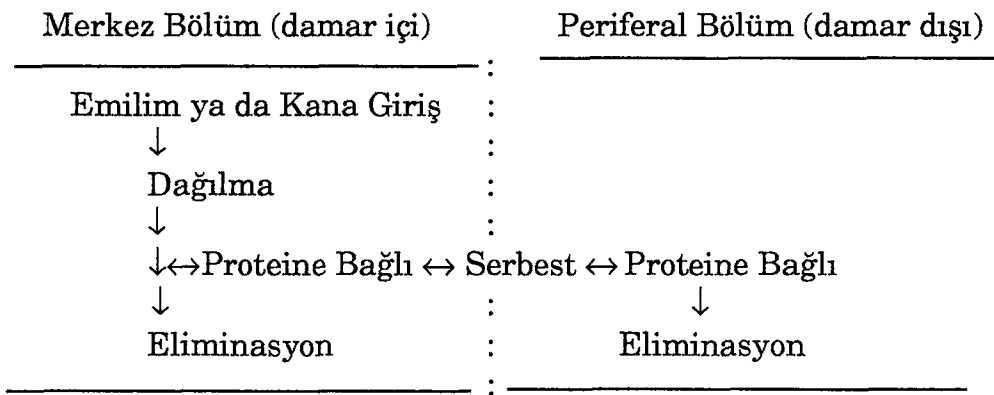 Merkez Bölüm (damar içi) Periferal Bölüm (damar dışı)
Emilim ya da Kana Giriş :
↓ :
Dağılma :
↓ :
↓↔Proteine Bağlı ↔ Serbest ↔ Proteine Bağlı
↓ : ↓
Eliminasyon : Eliminasyon